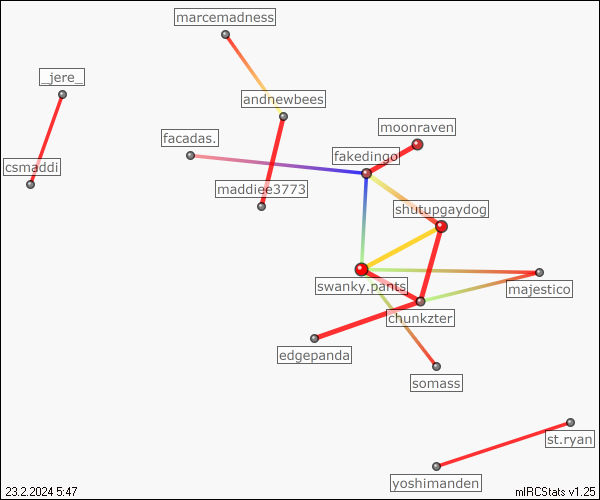 marcemadness
_jere_
andnewbees
moonraven
facadas.
fakedingo
csmaddi
maddiee3773
shutupgaydog
swanky.pants
majestico
chunkzter
edgepanda
somass
st.ryan
yoshimanden
23.2.2024 5:47
mIRCStats v1.25